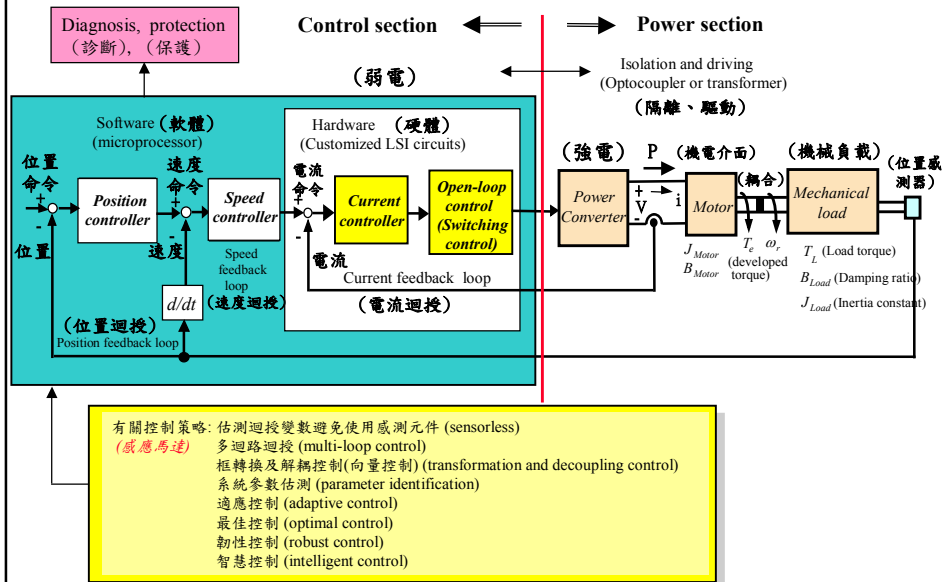 Diagnosis, protection
(診斷), (保護)
Control section
Power section
(弱電)
Isolation and driving
(Optocoupler or transformer)
(隔離、驅動)
Software (軟體)
(microprocessor)
Hardware (硬體)
(Customized LSI circuits)
位置
命令
+
-
位置
Position
controller
速度
命令
+
-
速度
Speed
controller
Speed
feedback
loop
(速度迴授)
電流
命令
+
-
電流
Current
controller
Open-loop
control
(Switching
control)
Current feedback loop
(電流迴授)
d/dt
(位置迴授)
Position feedback loop
(強電)
Power
Converter
P
+
V
-
i
(機電介面)
Motor
J Motor
B Motor
(耦合)
T e
ω r
(developed
torque)
(機械負載)
Mechanical
load
T L (Load torque)
B Load (Damping ratio)
J Load (Inertia constant)
(位置感
測器)
有關控制策略: 估測迴授變數避免使用感測元件 (sensorless)
(感應馬達) 多迴路迴授 (multi-loop control)
框轉換及解耦控制(向量控制) (transformation and decoupling control)
系統參數估測 (parameter identification)
適應控制 (adaptive control)
最佳控制 (optimal control)
韌性控制 (robust control)
智慧控制 (intelligent control)